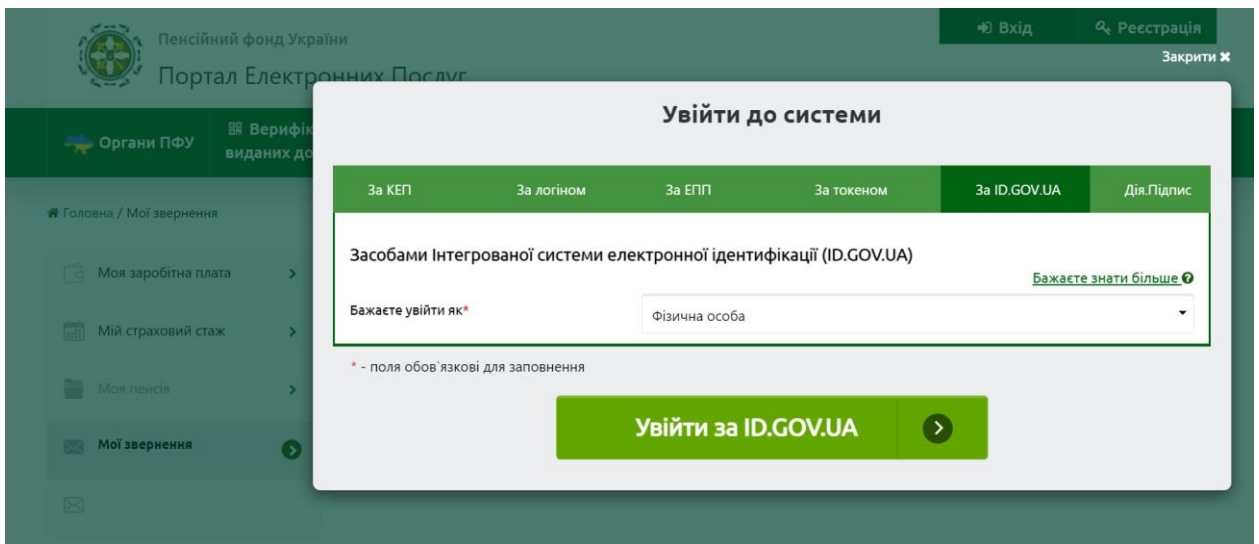 Пенсійний фонд України
Портал Електронних Послуг
Вхід
Реєстрація
Закрити ✖
Органи ПФУ
Верифік
виданих до
Головна / Мої звернення
Моя заробітна плата
Мій страховий стаж
Моя пенсія
Мої звернення
Увійти до системи
За КЕП
За логіном
За ЕПП
За токеном
За ID.GOV.UA
Дія.Підпис
Засобами Інтегрованої системи електронної ідентифікації (ID.GOV.UA)
Бажаєте знати більше
Бажаєте увійти як*
Фізична особа
* - поля обов`язкові для заповнення
Увійти за ID.GOV.UA